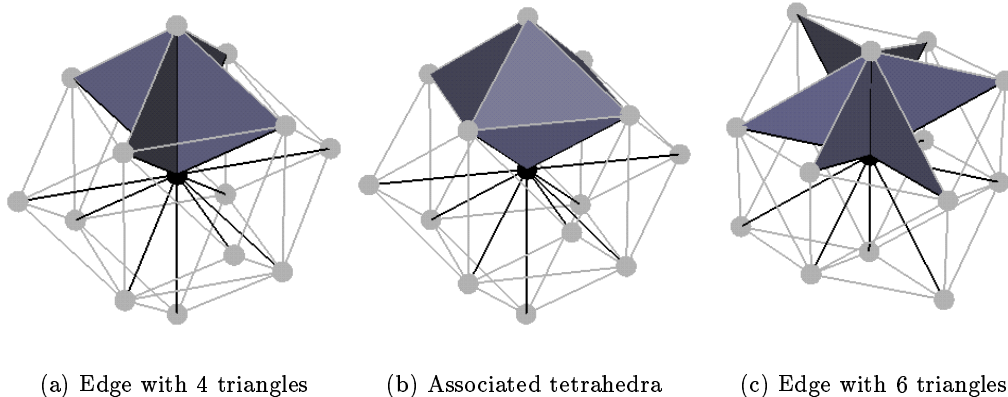 (a) Edge with 4 triangles
(b) Associated tetrahedra
(c) Edge with 6 triangles